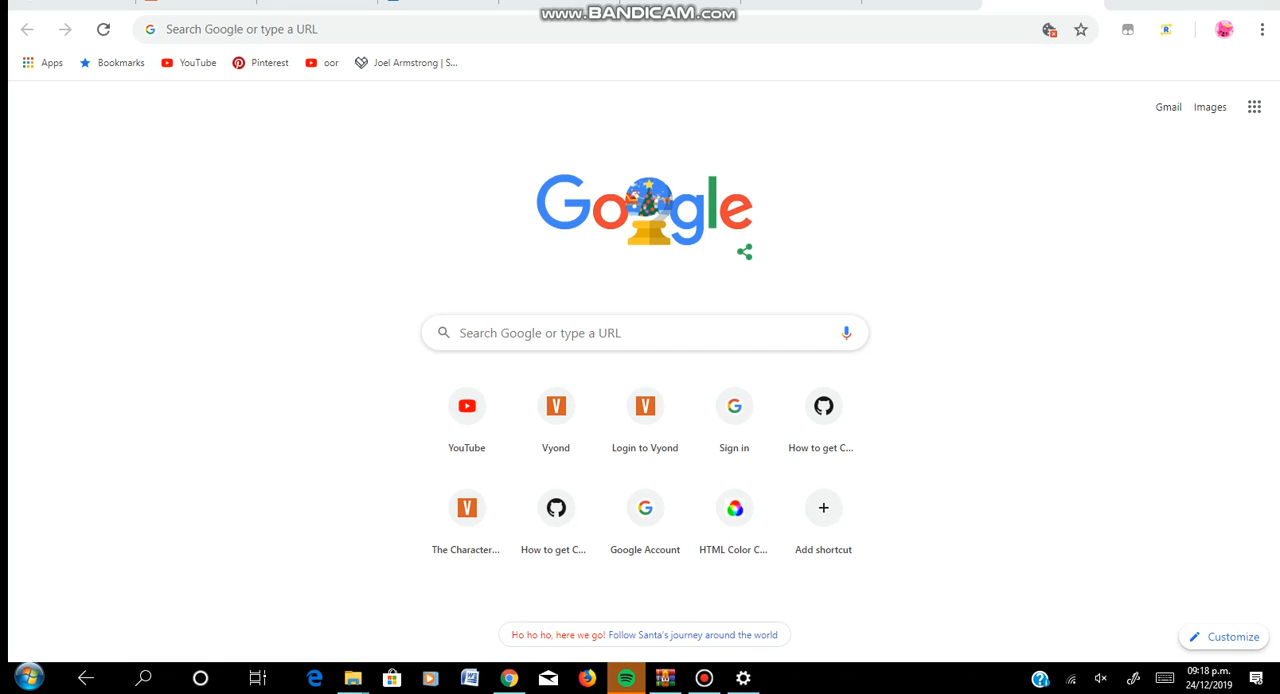 www.BANDICAM.com
Search Google or type a URL
Apps Bookmarks YouTube Pinterest oor Joel Armstrong | S...
Gmail Images
Google
Search Google or type a URL
YouTube Vyond Login to Vyond Sign in How to get C...
The Character... How to get C... Google Account HTML Color C... Add shortcut
Ho ho ho, here we go! Follow Santa's journey around the world
Customize
09:18 p.m.
24/12/2019